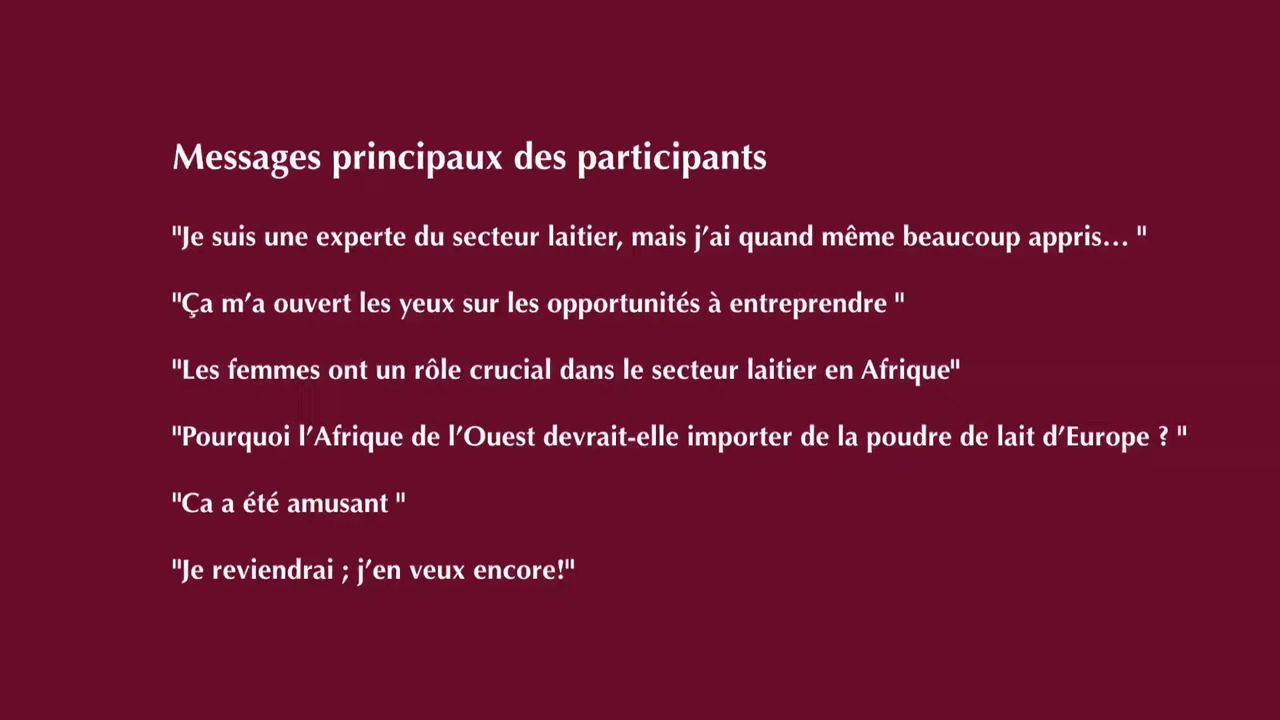 Messages principaux des participants
"Je suis une experte du secteur laitier, mais j’ai quand même beaucoup appris… "
"Ça m’a ouvert les yeux sur les opportunités à entreprendre "
"Les femmes ont un rôle crucial dans le secteur laitier en Afrique"
"Pourquoi l’Afrique de l’Ouest devrait-elle importer de la poudre de lait d’Europe ? "
"Ca a été amusant "
"Je reviendrai ; j’en veux encore!"